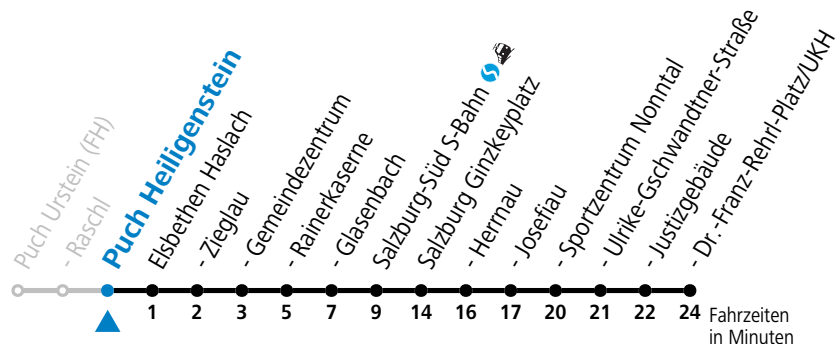 Puch Urstein (FH)
- Raschl
Puch Heiligenstein
Elsbethen Haslach
- Zieglau
- Gemeindezentrum
- Rainerkaserne
- Glasenbach
Salzburg-Süd S-Bahn
Salzburg Ginzkeyplatz
- Herrnau
- Josefiau
- Sportzentrum Nonntal
- Ulrike-Gschwandtner-Straße
- Justizgebäude
- Dr.-Franz-Rehrl-Platz/UKH
1 2 3 5 7 9 14 16 17 20 21 22 24 Fahrzeiten
in Minuten